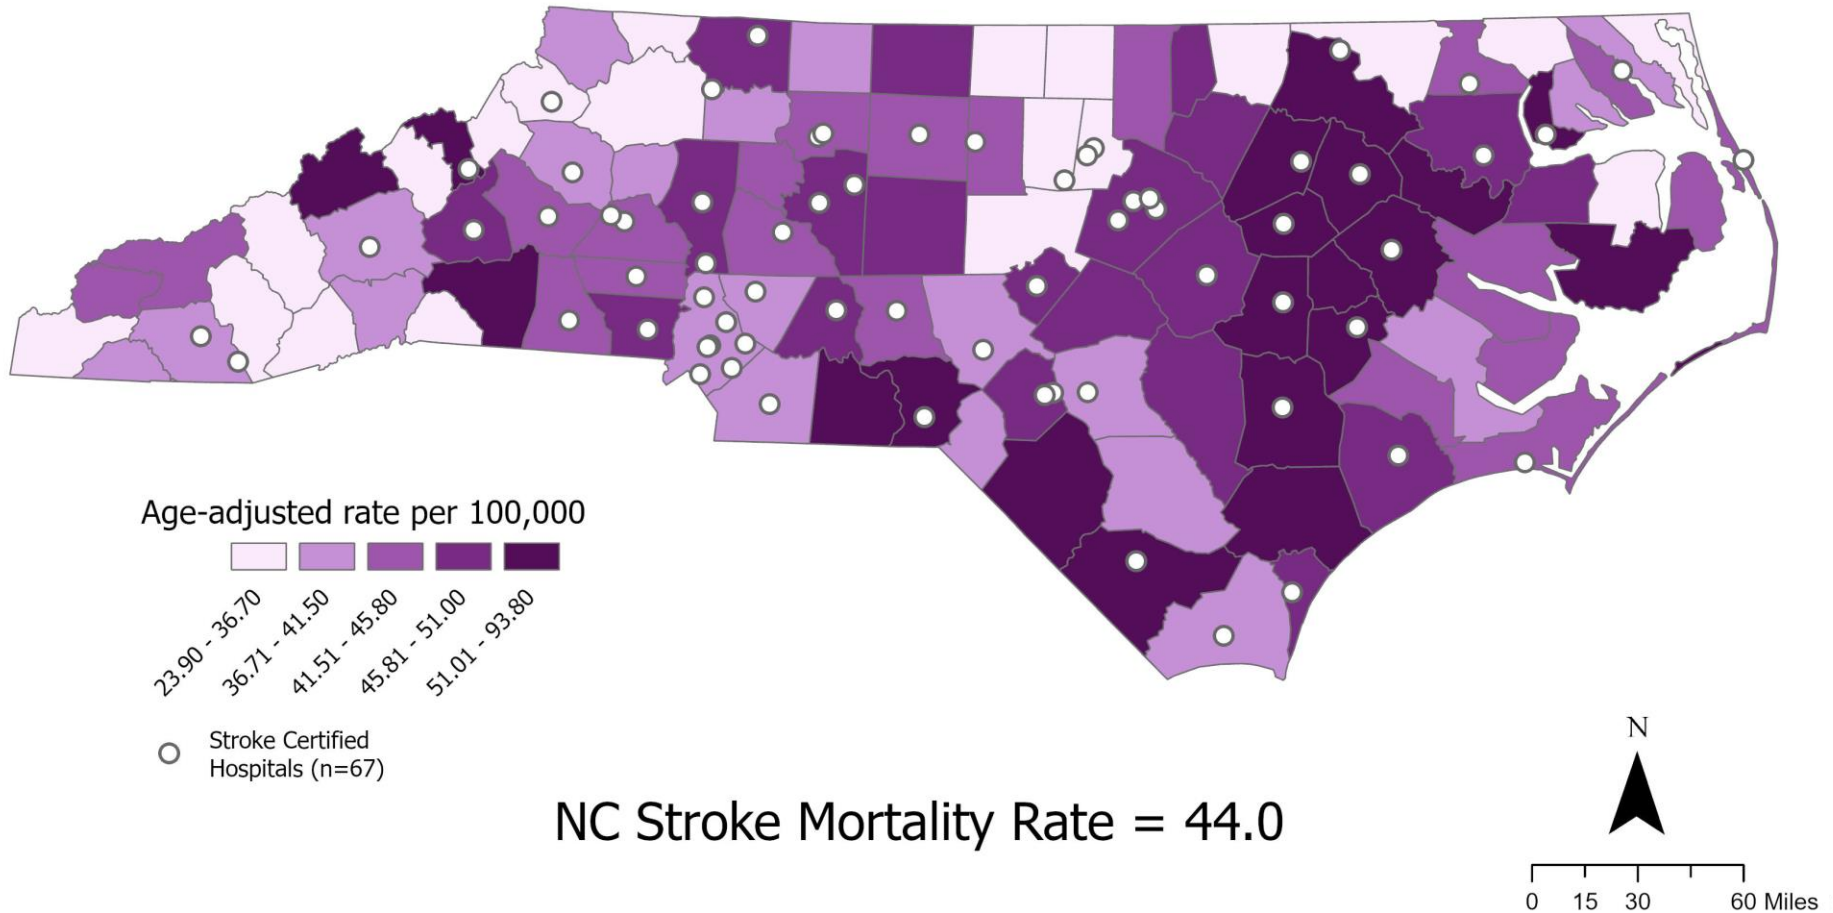 Age-adjusted rate per 100,000
23.90 - 36.70
36.71 - 41.50
41.51 - 45.80
45.81 - 51.00
51.01 - 93.80
Stroke Certified
Hospitals (n=67)
NC Stroke Mortality Rate = 44.0
N
0 15 30 60 Miles